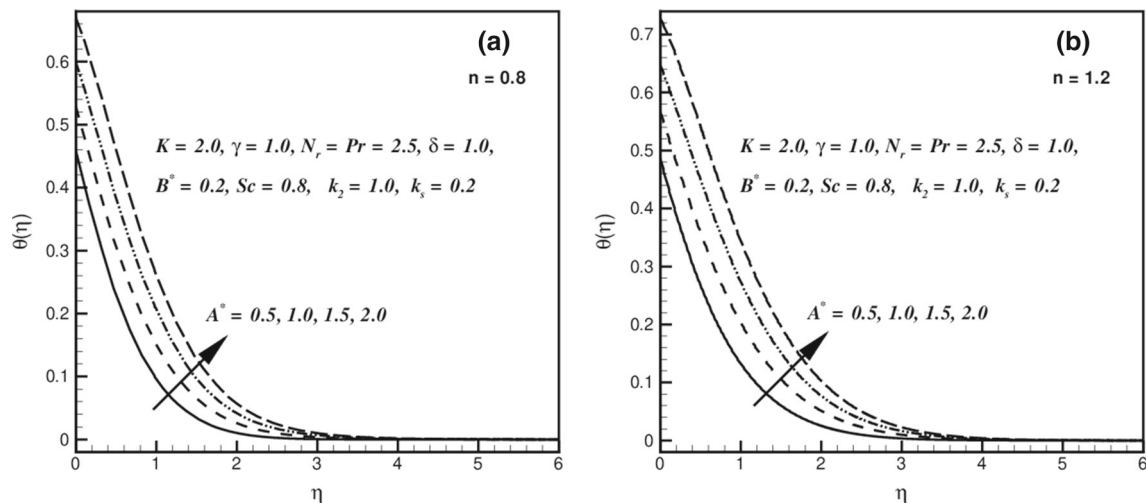 (a)
n = 0.8
K = 2.0, γ = 1.0, N_r = Pr = 2.5, δ = 1.0,
B* = 0.2, Sc = 0.8, k_2 = 1.0, k_s = 0.2
A* = 0.5, 1.0, 1.5, 2.0
θ(η)
0.6
0.5
0.4
0.3
0.2
0.1
0
0 1 2 3 4 5 6
η
(b)
n = 1.2
K = 2.0, γ = 1.0, N_r = Pr = 2.5, δ = 1.0,
B* = 0.2, Sc = 0.8, k_2 = 1.0, k_s = 0.2
A* = 0.5, 1.0, 1.5, 2.0
θ(η)
0.7
0.6
0.5
0.4
0.3
0.2
0.1
0
0 1 2 3 4 5 6
η